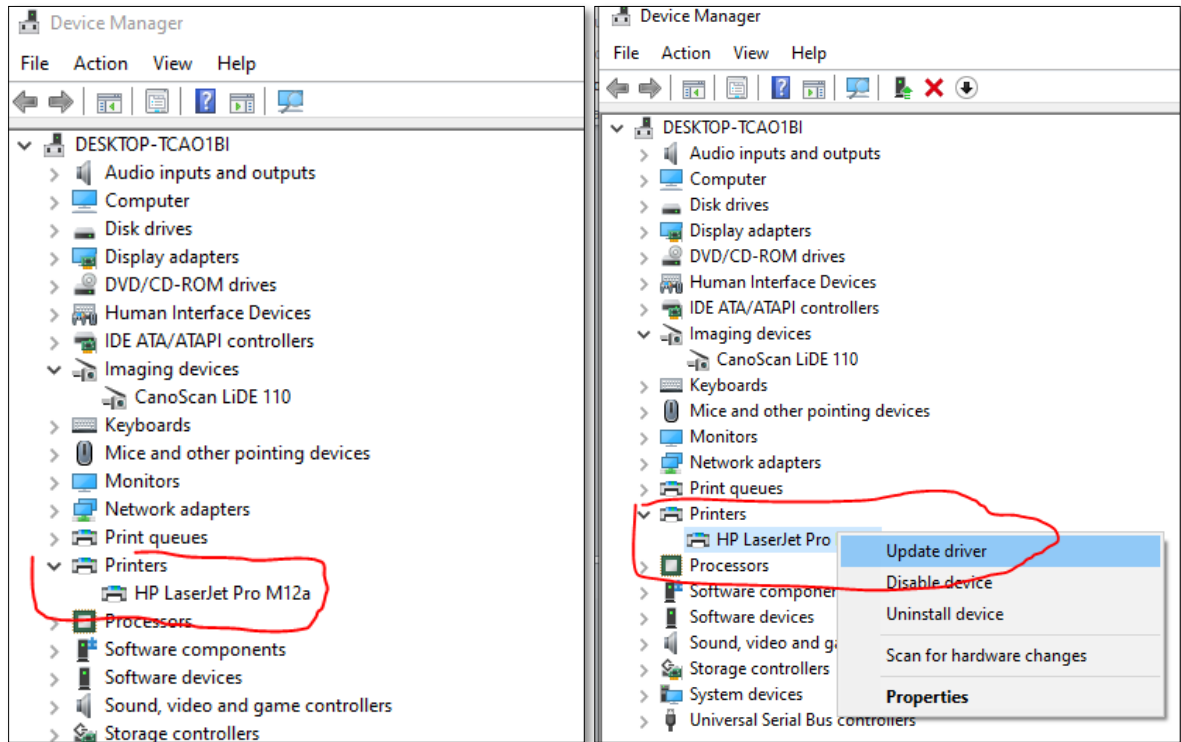 Device Manager
File Action View Help
DESKTOP-TCAO1BI
Audio inputs and outputs
Computer
Disk drives
Display adapters
DVD/CD-ROM drives
Human Interface Devices
IDE ATA/ATAPI controllers
Imaging devices
CanoScan LiDE 110
Keyboards
Mice and other pointing devices
Monitors
Network adapters
Print queues
Printers
HP LaserJet Pro M12a
Processors
Software components
Software devices
Sound, video and game controllers
Storage controllers
Device Manager
File Action View Help
DESKTOP-TCAO1BI
Audio inputs and outputs
Computer
Disk drives
Display adapters
DVD/CD-ROM drives
Human Interface Devices
IDE ATA/ATAPI controllers
Imaging devices
CanoScan LiDE 110
Keyboards
Mice and other pointing devices
Monitors
Network adapters
Print queues
Printers
HP LaserJet Pro
Processors
Software componen
Software devices
Sound, video and ga
Storage controllers
System devices
Universal Serial Bus controllers
Update driver
Disable device
Uninstall device
Scan for hardware changes
Properties